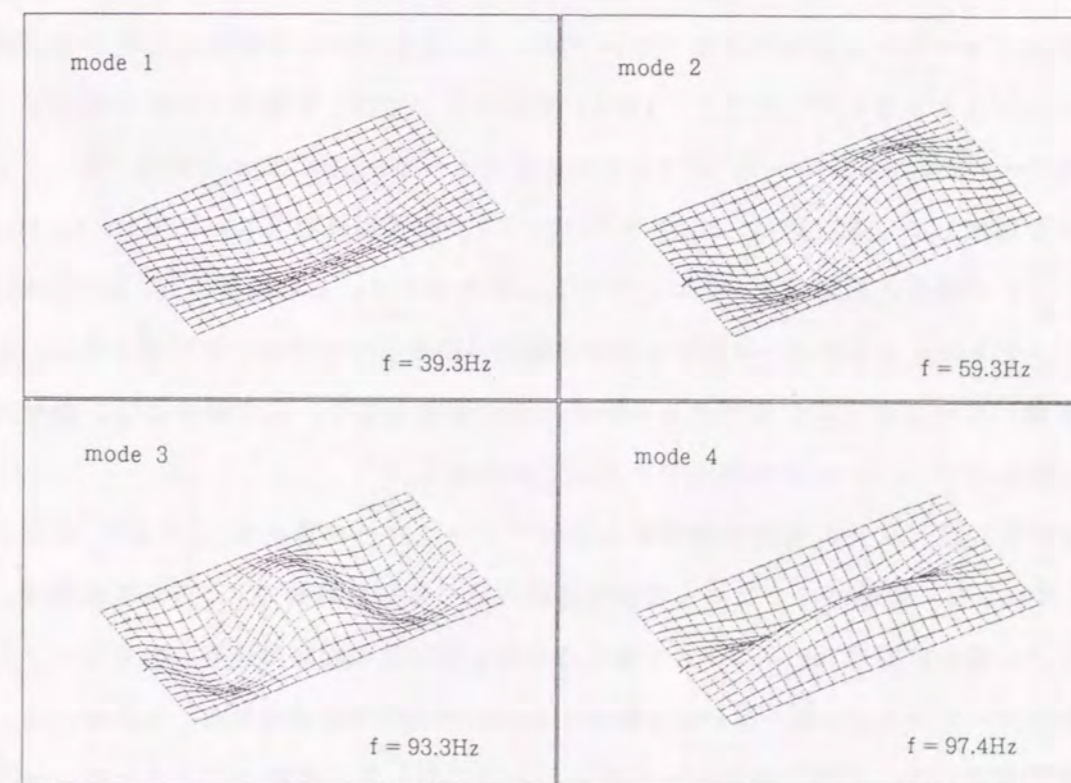 mode 1
f = 39.3Hz
mode 2
f = 59.3Hz
mode 3
f = 93.3Hz
mode 4
f = 97.4Hz